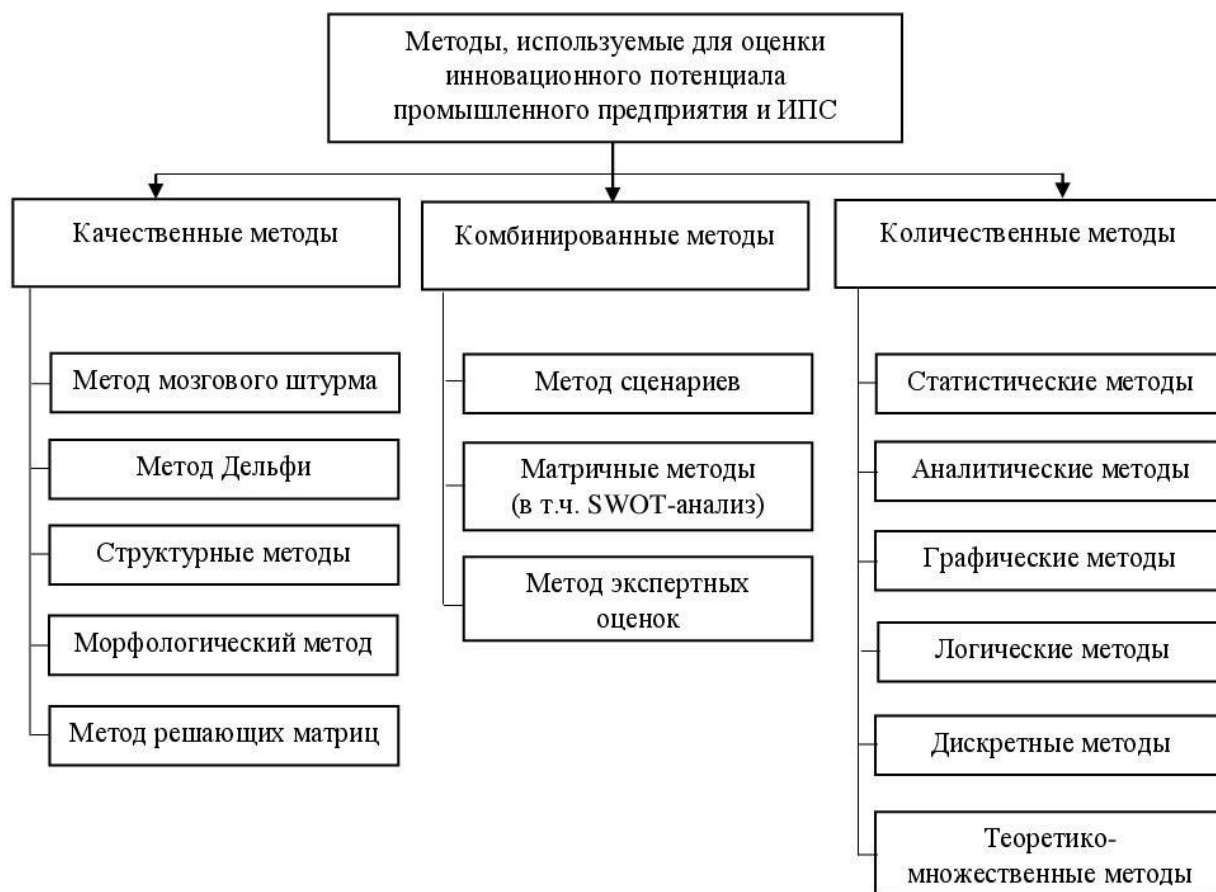 Методы, используемые для оценки
инновационного потенциала
промышленного предприятия и ИПС
Качественные методы
Метод мозгового штурма
Метод Дельфи
Структурные методы
Морфологический метод
Метод решающих матриц
Комбинированные методы
Метод сценариев
Матричные методы
(в т.ч. SWOT-анализ)
Метод экспертных
оценок
Количественные методы
Статистические методы
Аналитические методы
Графические методы
Логические методы
Дискретные методы
Теоретико-
множественные методы